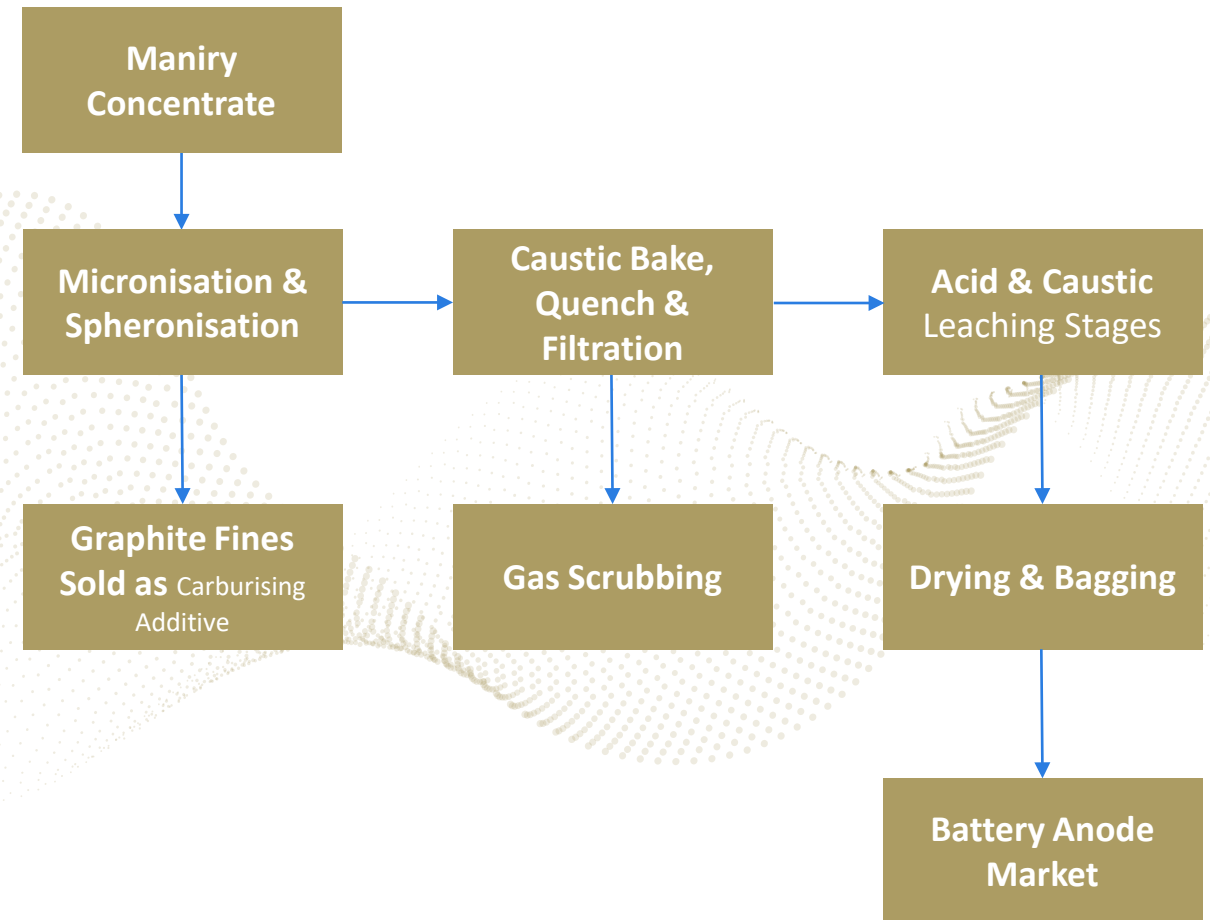 Maniry
Concentrate
Micronisation &
Spheronisation
Caustic Bake,
Quench &
Filtration
Acid & Caustic
Leaching Stages
Graphite Fines
Sold as Carburising
Additive
Gas Scrubbing
Drying & Bagging
Battery Anode
Market